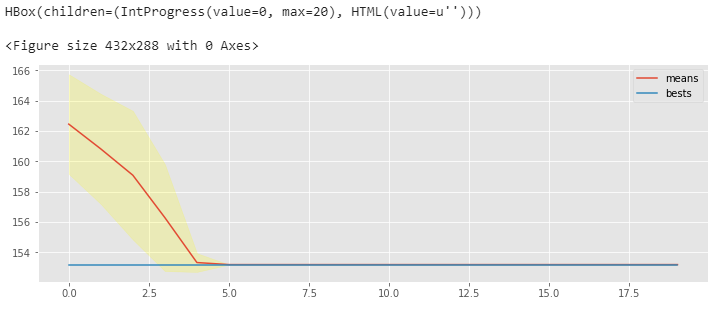 HBox(children=(IntProgress(value=0, max=20), HTML(value=u'')))
<Figure size 432x288 with 0 Axes>
166
164
162
160
158
156
154
means
bests
0.0 2.5 5.0 7.5 10.0 12.5 15.0 17.5